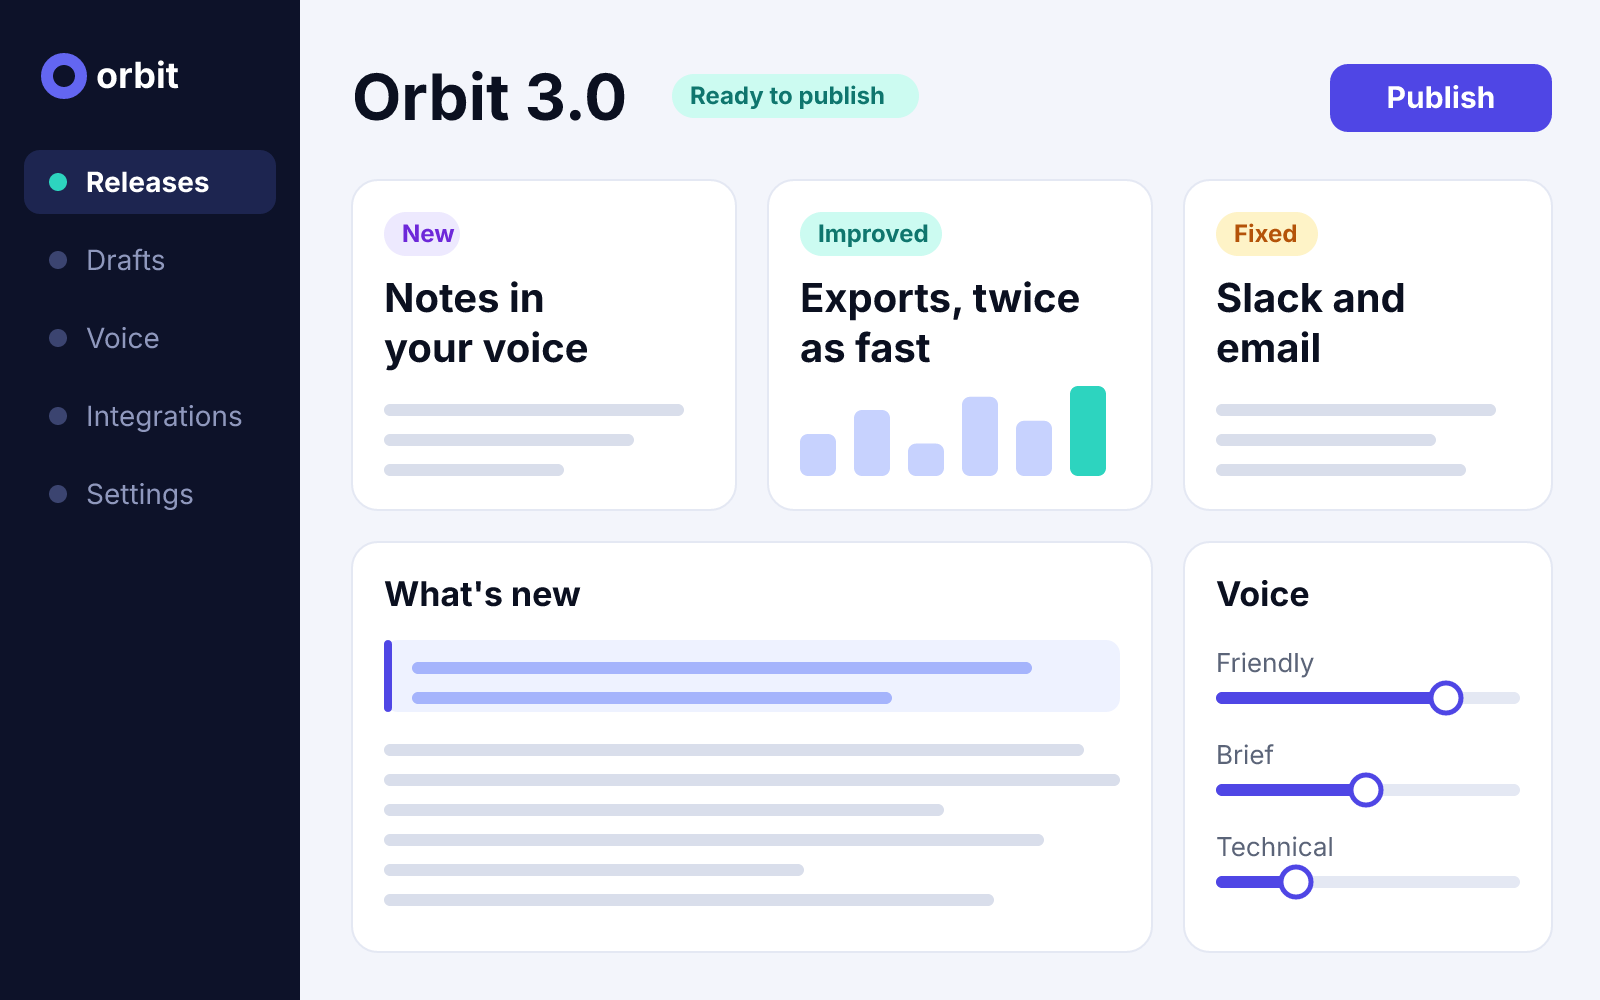 orbit
Releases
Drafts
Voice
Integrations
Settings
Orbit 3.0
Ready to publish
Publish
New
Notes in
your voice
Improved
Exports, twice
as fast
Fixed
Slack and
email
What's new
Voice
Friendly
Brief
Technical